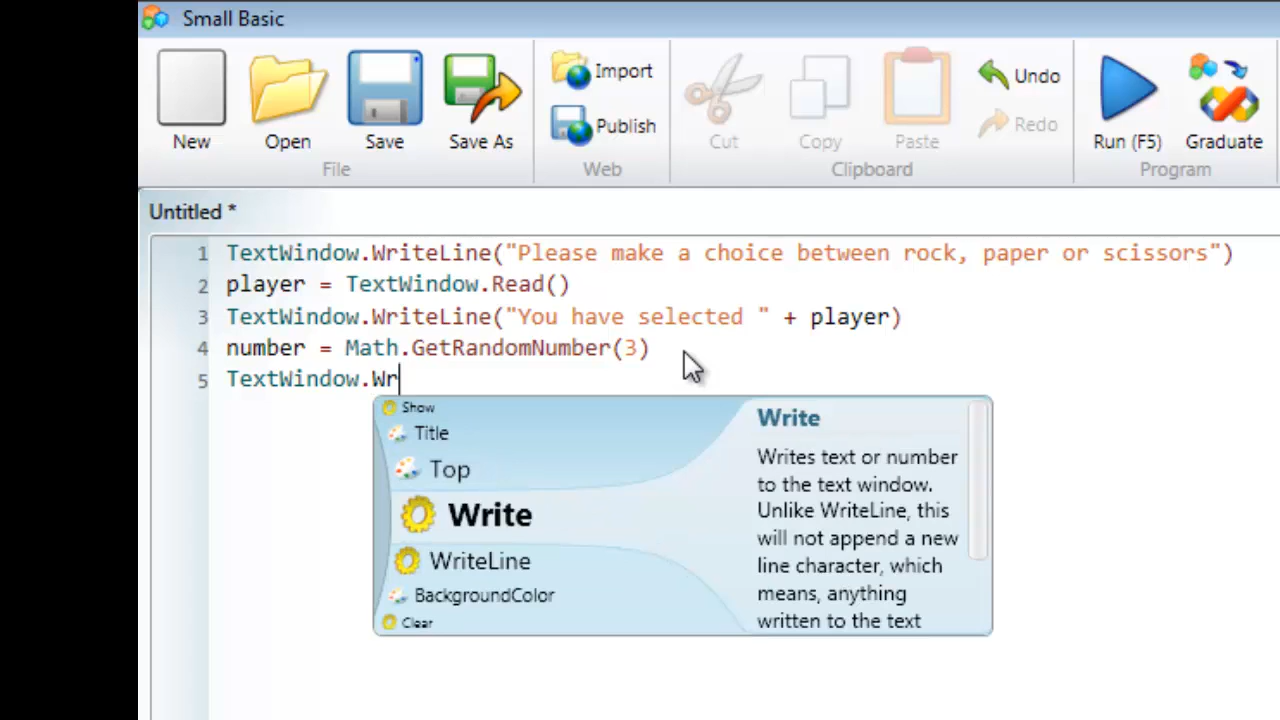 Small Basic
New
Open
Save
Save As
File
Import
Publish
Web
Cut
Copy
Paste
Undo
Redo
Clipboard
Run (F5)
Graduate
Program
Untitled *
1 TextWindow.WriteLine("Please make a choice between rock, paper or scissors")
2 player = TextWindow.Read()
3 TextWindow.WriteLine("You have selected " + player)
4 number = Math.GetRandomNumber(3)
5 TextWindow.Wr
Show
Title
Top
Write
WriteLine
BackgroundColor
Clear
Write
Writes text or number
to the text window.
Unlike WriteLine, this
will not append a new
line character, which
means, anything
written to the text